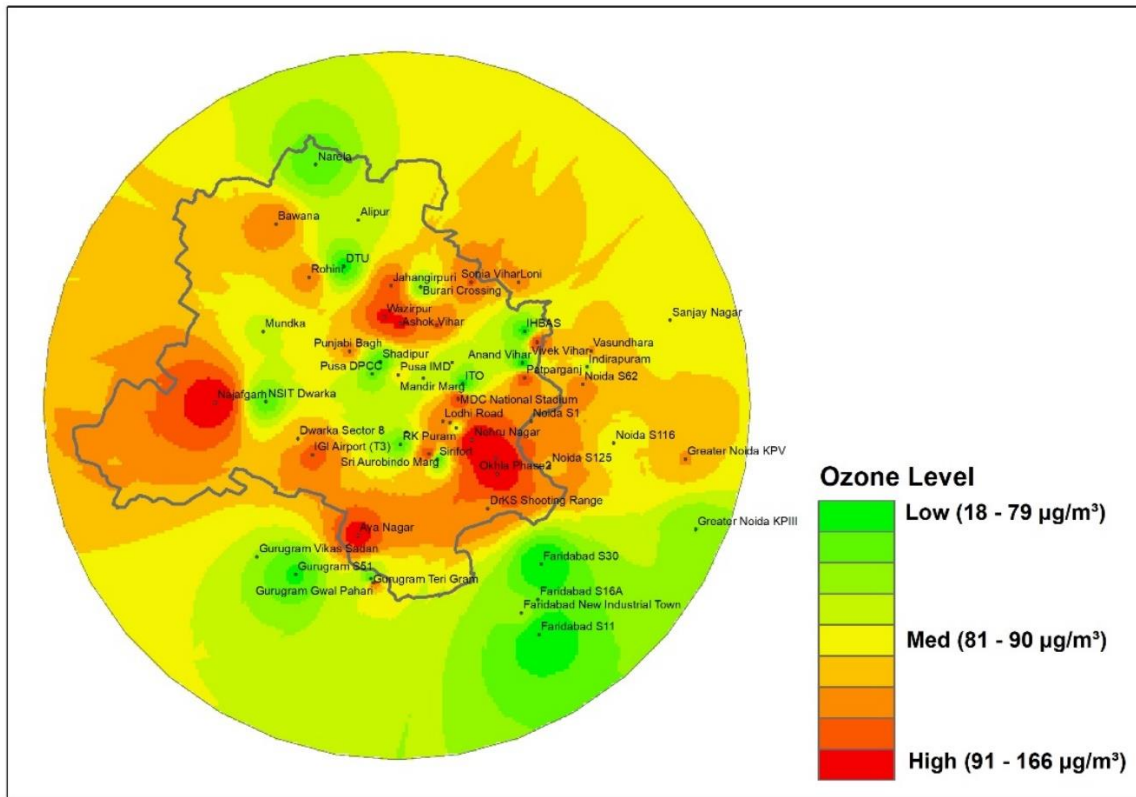 Narela
Bawana
Alipur
DTU
Rohini
Jahangirpuri
Sonia Vihar
Loni
Burari Crossing
Wazirpur
Ashok Vihar
IHBAS
Sanjay Nagar
Mundka
Punjabi Bagh
Vivek Vihar
Vasundhara
Shadipur
Anand Vihar
Indirapuram
Pusa DPCC
Pusa IMD
Mandir Marg
ITO
Patparganj
Noida S62
Najafgarh
NSIT Dwarka
MDC National Stadium
Lodhi Road
Noida S1
Dwarka Sector 8
RK Puram
Nehru Nagar
Noida S116
IGI Airport (T3)
Sri Aurobindo Marg
Sirifort
Okhla Phase2
Noida S125
Greater Noida KPV
DrKS Shooting Range
Aya Nagar
Greater Noida KPIII
Gurugram Vikas Sadan
Gurugram S51
Gurugram Teri Gram
Gurugram Gwal Pahari
Faridabad S30
Faridabad S16A
Faridabad New Industrial Town
Faridabad S11
Ozone Level
Low (18 - 79 µg/m³)
Med (81 - 90 µg/m³)
High (91 - 166 µg/m³)